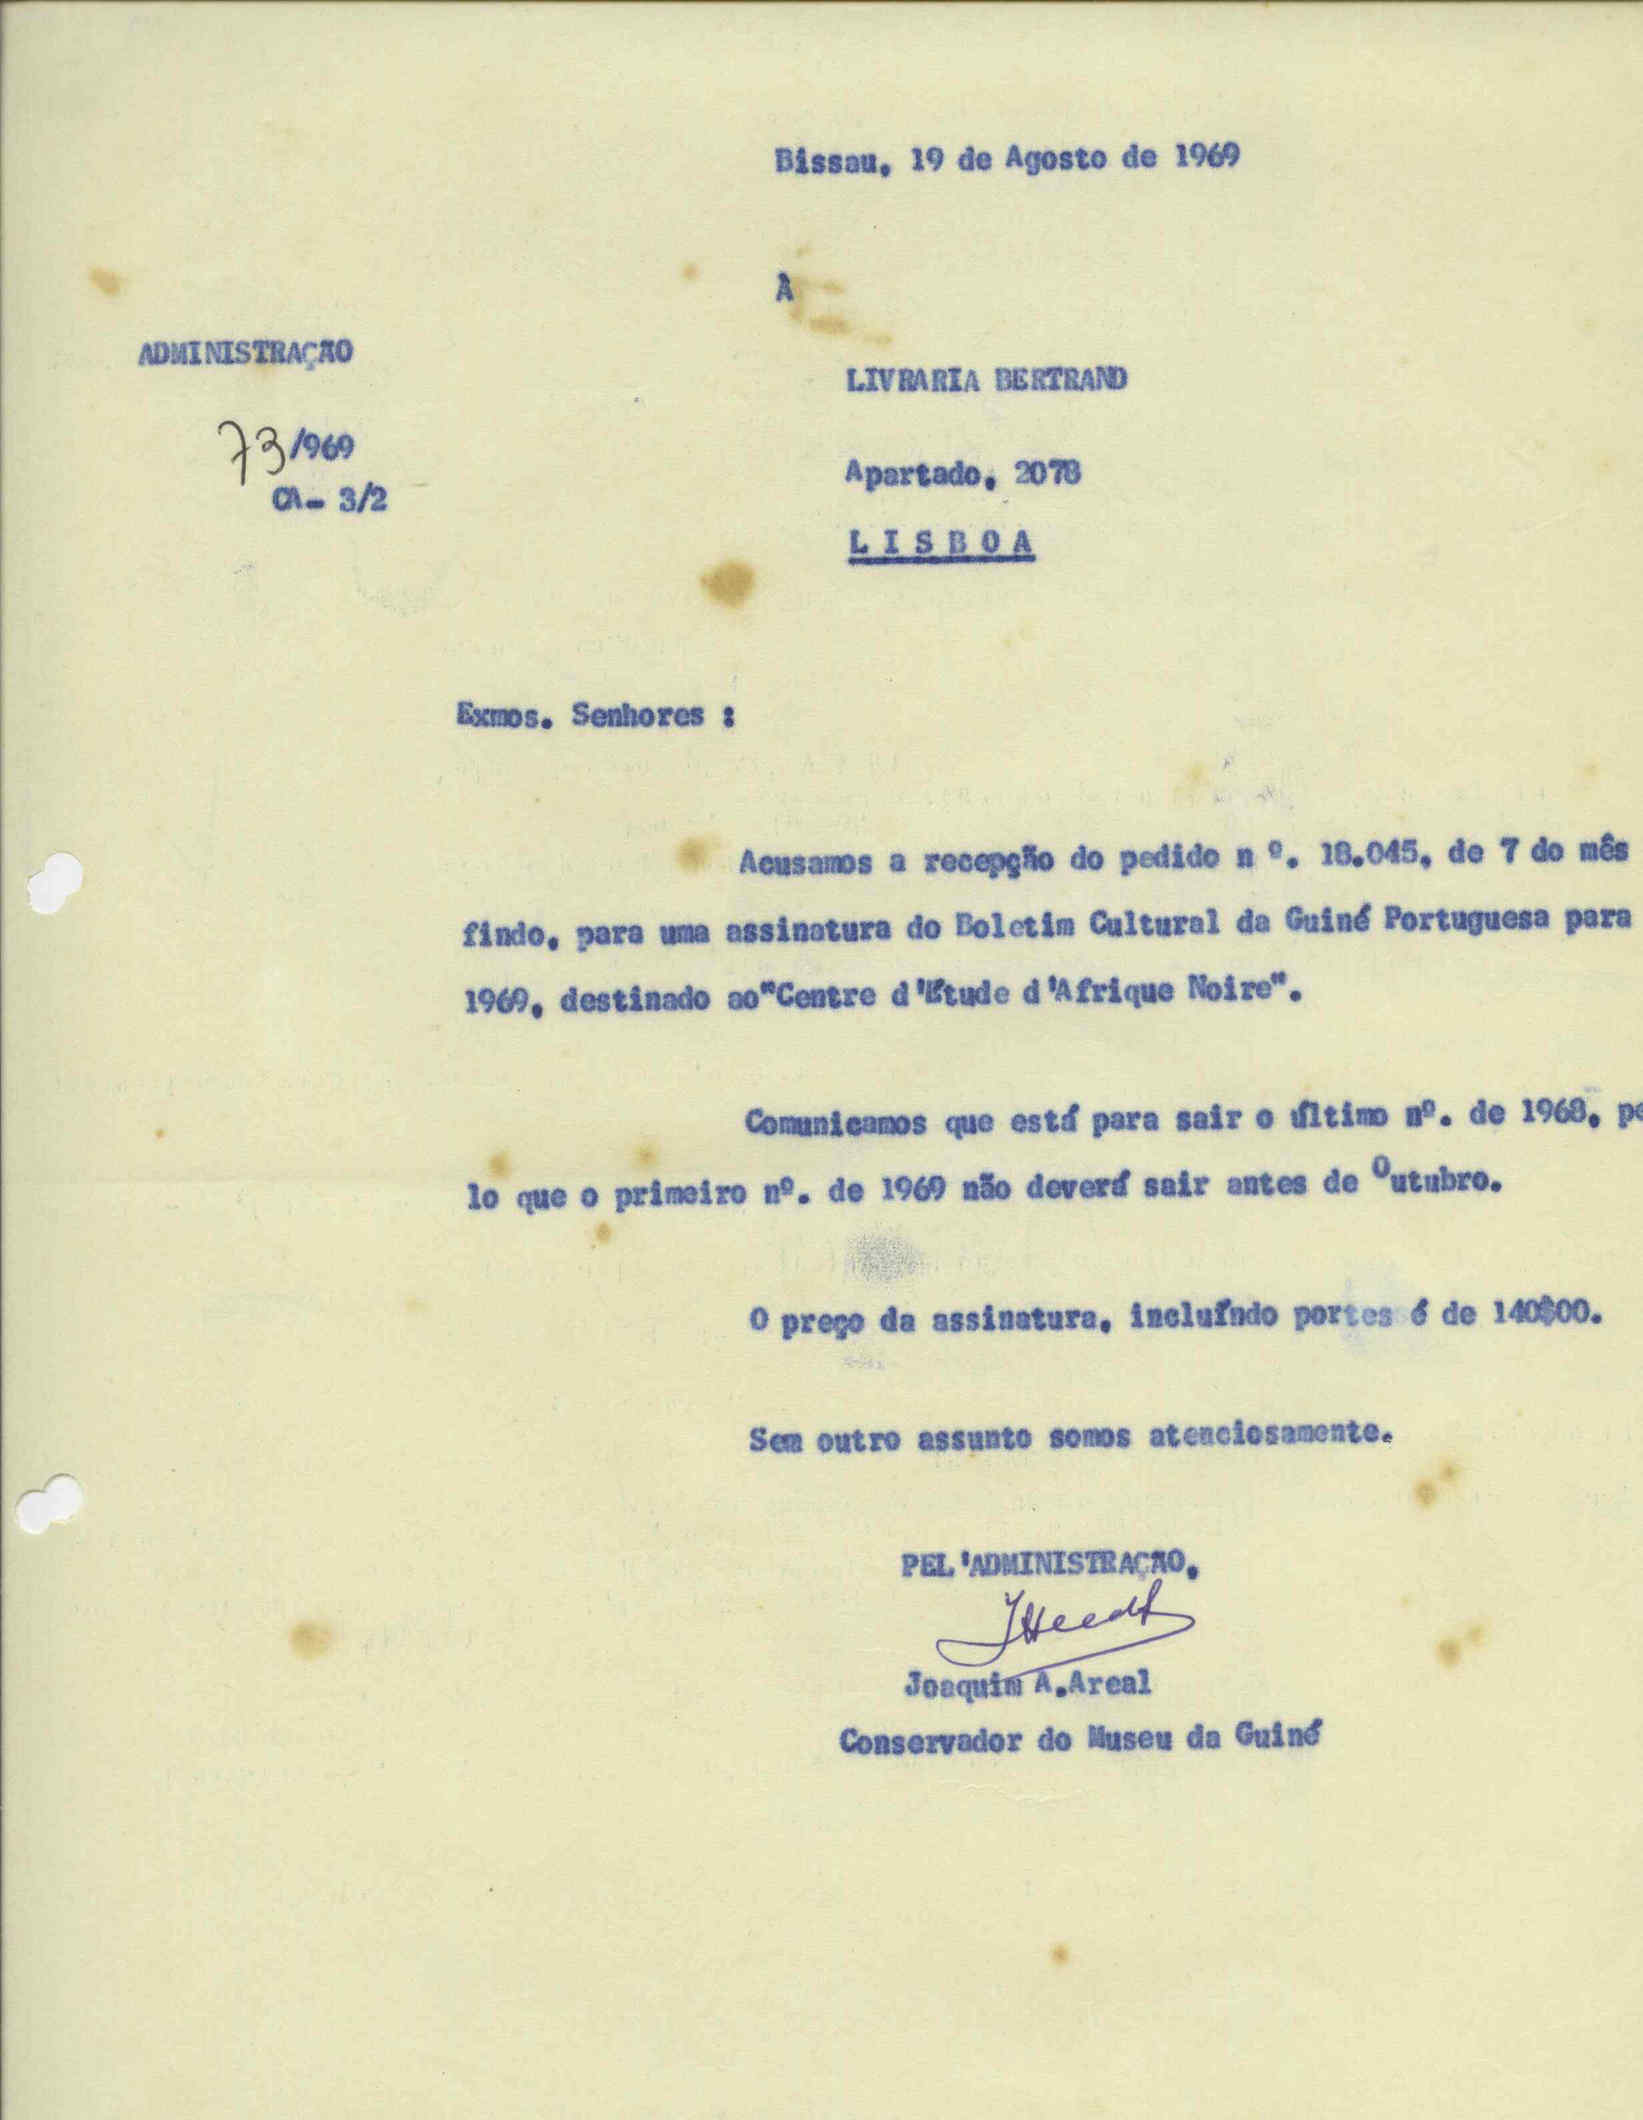 Bissau, 19 de Agosto de 1969
À
ADMINISTRAÇÃO
LIVRARIA BERTRAND
73/969
Apartado, 2078
CA- 3/2
LISBOA
Exmos. Senhores :
Acusamos a recepção do pedido n º. 18.045, de 7 do mês
findo, para uma assinatura do Boletim Cultural da Guiné Portuguesa para
1969, destinado ao"Centre d'Étude d'Afrique Noire".
Comunicamos que está para sair o último nº. de 1968, pe
lo que o primeiro nº. de 1969 não deverá sair antes de Outubro.
O preço da assinatura, incluíndo portes é de 140$00.
Sem outro assunto somos atenciosamente.
PEL'ADMINISTRAÇÃO,
Joaquim A.Areal
Conservador do Museu da Guiné